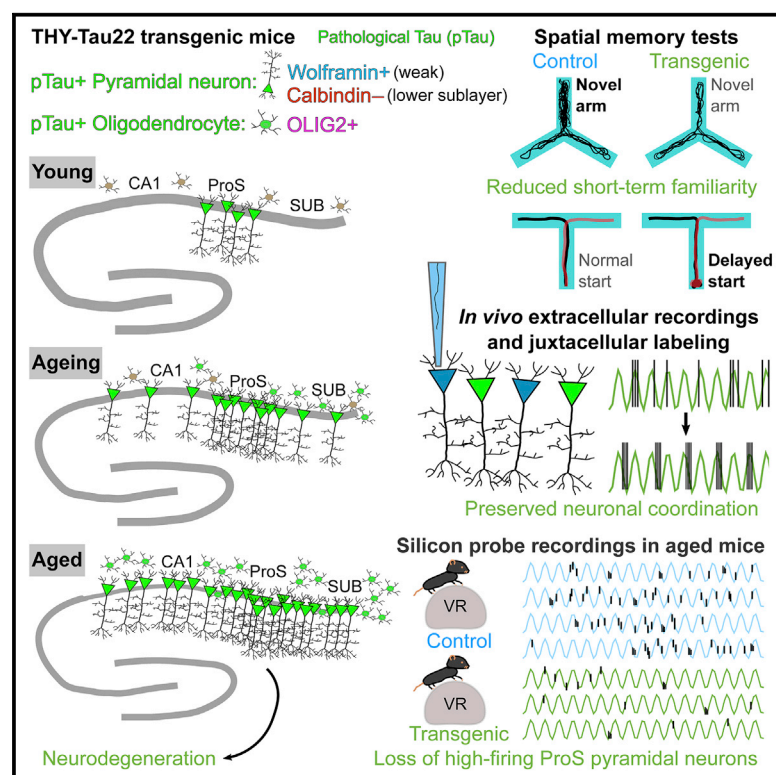 THY-Tau22 transgenic mice
Pathological Tau (pTau)
pTau+ Pyramidal neuron:
Wolframin+ (weak)
Calbindin– (lower sublayer)
pTau+ Oligodendrocyte:
OLIG2+
Young
CA1
ProS
SUB
Ageing
CA1
ProS
SUB
Aged
CA1
ProS
SUB
Neurodegeneration
Spatial memory tests
Control
Transgenic
Novel
arm
Novel
arm
Reduced short-term familiarity
Normal
start
Delayed
start
In vivo extracellular recordings
and juxtacellular labeling
Preserved neuronal coordination
Silicon probe recordings in aged mice
VR
Control
VR
Transgenic
Loss of high-firing ProS pyramidal neurons